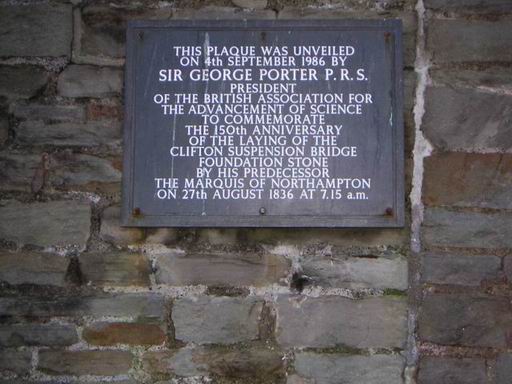 THIS PLAQUE WAS UNVEILED
ON 4th SEPTEMBER 1986 BY
SIR GEORGE PORTER P.R.S.
PRESIDENT
OF THE BRITISH ASSOCIATION FOR
THE ADVANCEMENT OF SCIENCE
TO COMMEMORATE
THE 150th ANNIVERSARY
OF THE LAYING OF THE
CLIFTON SUSPENSION BRIDGE
FOUNDATION STONE
BY HIS PREDECESSOR
THE MARQUIS OF NORTHAMPTON
ON 27th AUGUST 1836 AT 7.15 a.m.